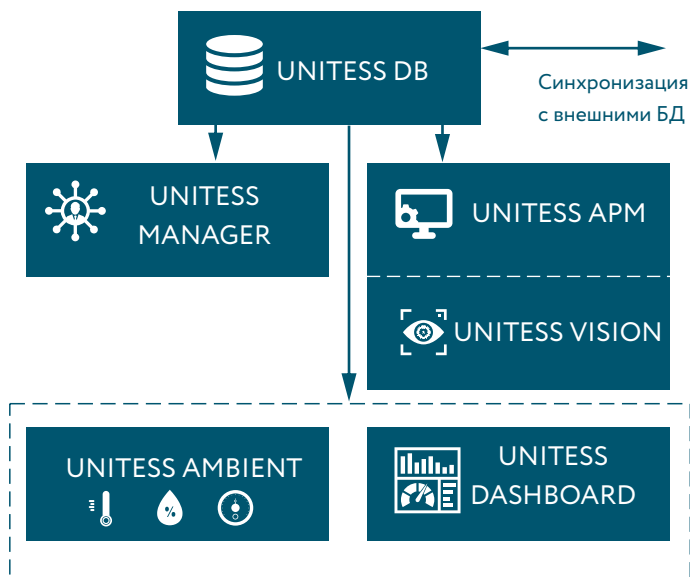 UNITESS DB
Синхронизация
с внешними БД
UNITESS
MANAGER
UNITESS АРМ
UNITESS VISION
UNITESS AMBIENT
%
UNITESS
DASHBOARD